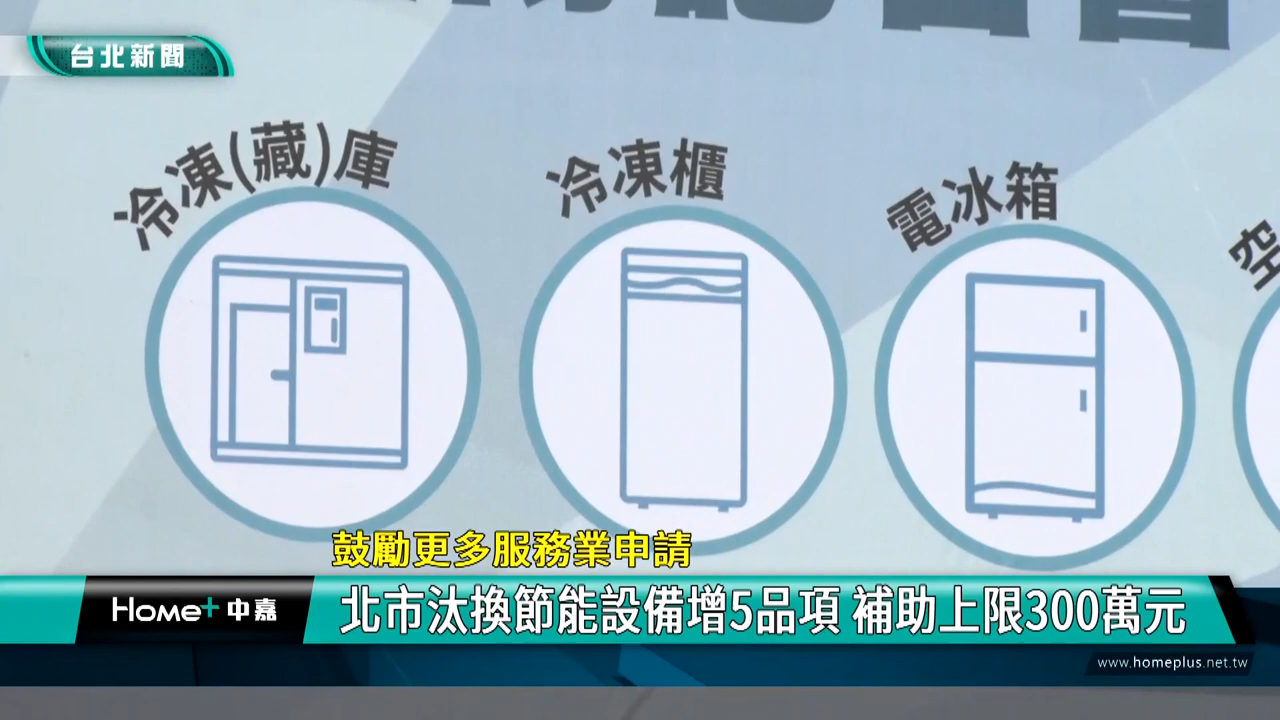 台北新聞
冷凍(藏)庫
冷凍櫃
電冰箱
空
鼓勵更多服務業申請
Home+ 中嘉
北市汰換節能設備增5品項 補助上限300萬元
www.homeplus.net.tw